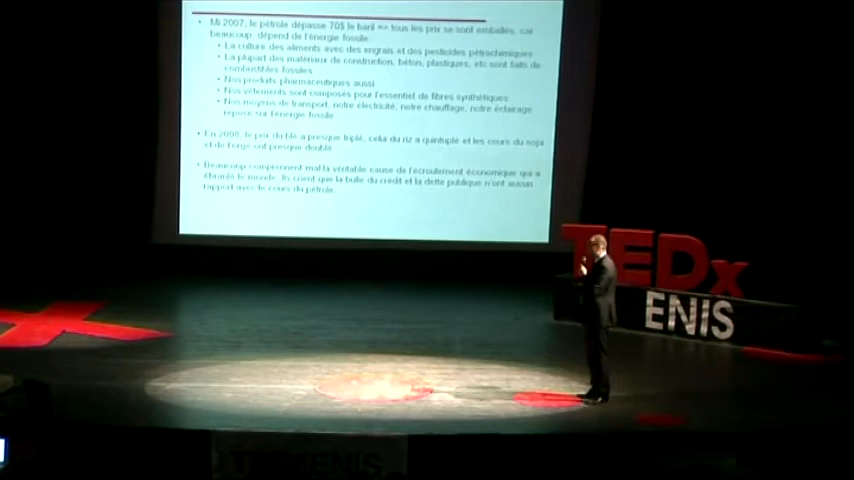 • Mi 2007, le pétrole dépasse 70$ le baril => tous les prix se sont emballés, car
beaucoup dépend de l'énergie fossile.
• La culture des aliments avec des engrais et des pesticides pétrochimiques
• La plupart des matériaux de construction, béton, plastiques, etc sont faits de
combustibles fossiles
• Nos produits pharmaceutiques aussi
• Nos vêtements sont composés pour l'essentiel de fibres synthétiques
• Nos moyens de transport, notre électricité, notre chauffage, notre éclairage
repose sur l'énergie fossile
• En 2008, le prix du blé a presque triplé, celui du riz a quintuplé et les cours du soja
et de l'orge ont presque doublé.
• Beaucoup comprennent mal la véritable cause de l'écroulement économique qui a
ébranlé le monde. Ils croient que la bulle du crédit et la dette publique n'ont aucun
rapport avec le cours du pétrole.
TEDx
ENIS